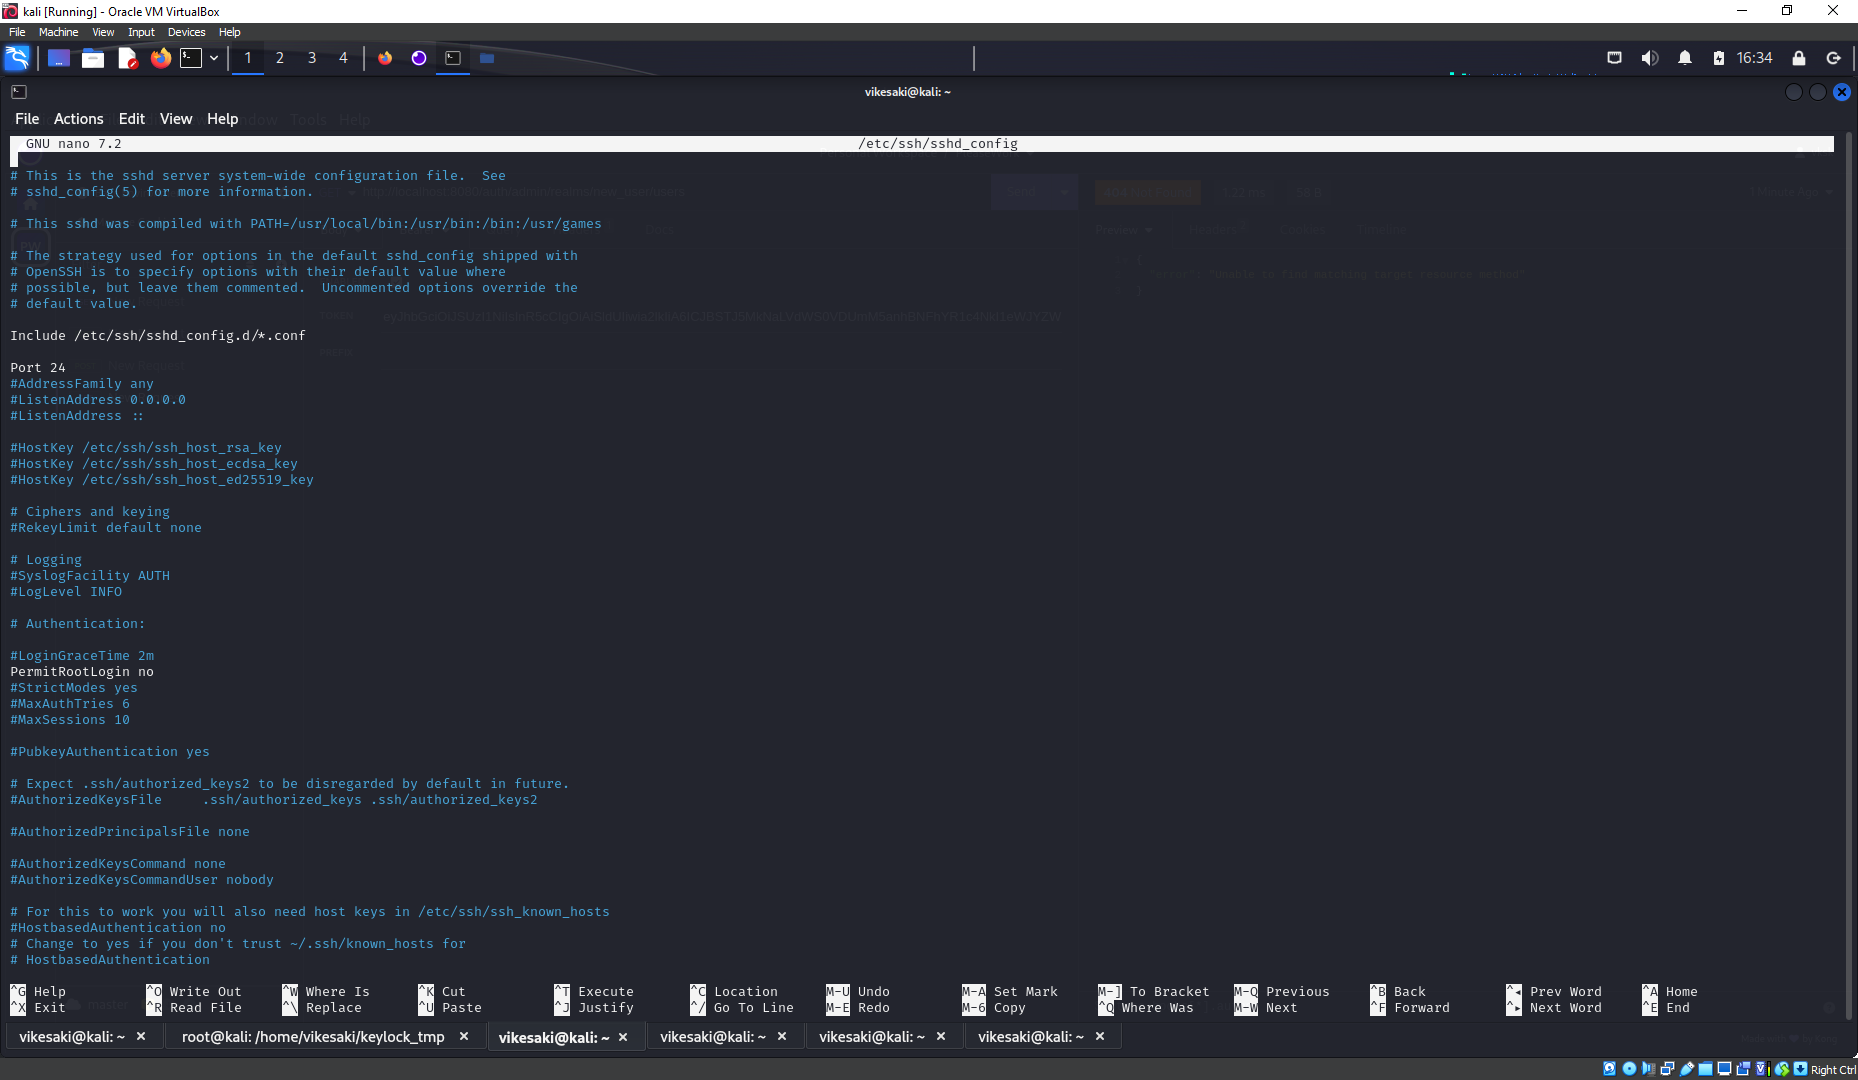 kali [Running] - Oracle VM VirtualBox
File Machine View Input Devices Help
1 2 3 4 16:34
vikesaki@kali: ~
File Actions Edit View Help
GNU nano 7.2 /etc/ssh/sshd_config
# This is the sshd server system-wide configuration file.  See
# sshd_config(5) for more information.
# This sshd was compiled with PATH=/usr/local/bin:/usr/bin:/bin:/usr/games
# The strategy used for options in the default sshd_config shipped with
# OpenSSH is to specify options with their default value where
# possible, but leave them commented.  Uncommented options override the
# default value.
Include /etc/ssh/sshd_config.d/*.conf
Port 24
#AddressFamily any
#ListenAddress 0.0.0.0
#ListenAddress ::
#HostKey /etc/ssh/ssh_host_rsa_key
#HostKey /etc/ssh/ssh_host_ecdsa_key
#HostKey /etc/ssh/ssh_host_ed25519_key
# Ciphers and keying
#RekeyLimit default none
# Logging
#SyslogFacility AUTH
#LogLevel INFO
# Authentication:
#LoginGraceTime 2m
PermitRootLogin no
#StrictModes yes
#MaxAuthTries 6
#MaxSessions 10
#PubkeyAuthentication yes
# Expect .ssh/authorized_keys2 to be disregarded by default in future.
#AuthorizedKeysFile     .ssh/authorized_keys .ssh/authorized_keys2
#AuthorizedPrincipalsFile none
#AuthorizedKeysCommand none
#AuthorizedKeysCommandUser nobody
# For this to work you will also need host keys in /etc/ssh/ssh_known_hosts
#HostbasedAuthentication no
# Change to yes if you don't trust ~/.ssh/known_hosts for
# HostbasedAuthentication
^G Help ^O Write Out ^W Where Is ^K Cut ^T Execute ^C Location M-U Undo M-A Set Mark M-] To Bracket M-Q Previous ^B Back ^◂ Prev Word ^A Home
^X Exit ^R Read File ^\ Replace ^U Paste ^J Justify ^/ Go To Line M-E Redo M-6 Copy ^Q Where Was M-W Next ^F Forward ^▸ Next Word ^E End
vikesaki@kali: ~ × root@kali: /home/vikesaki/keylock_tmp × vikesaki@kali: ~ × vikesaki@kali: ~ × vikesaki@kali: ~ × vikesaki@kali: ~ ×
Right Ctrl